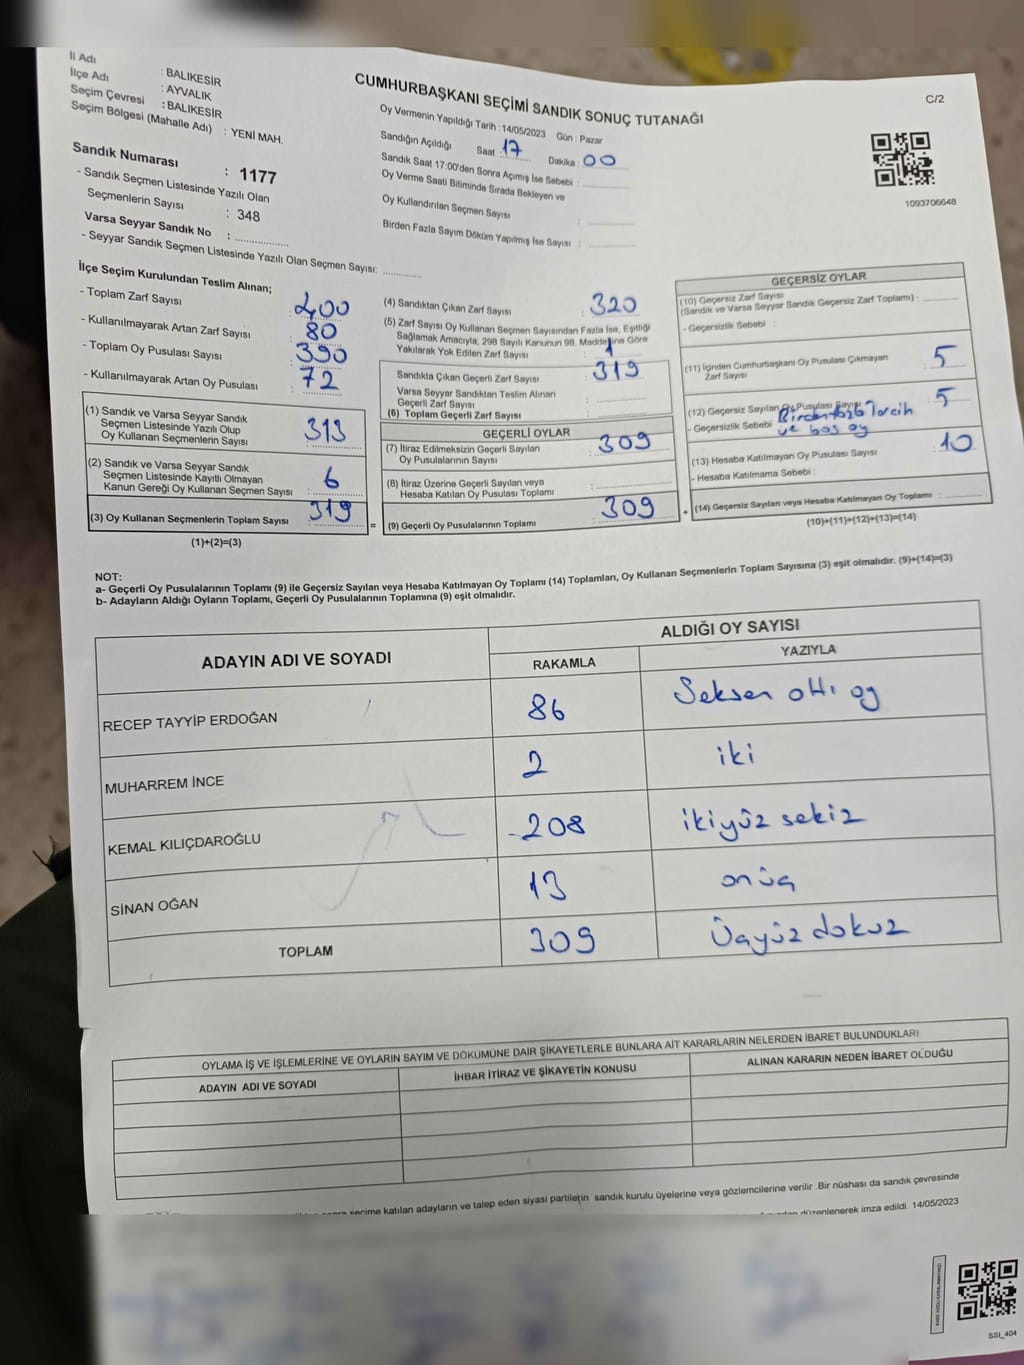 İl Adı : BALIKESİR
İlçe Adı : AYVALIK
Seçim Çevresi : BALIKESİR
Seçim Bölgesi (Mahalle Adı) : YENİ MAH.
Sandık Numarası : 1177
- Sandık Seçmen Listesinde Yazılı Olan
Seçmenlerin Sayısı : 348
Varsa Seyyar Sandık No : ................
- Seyyar Sandık Seçmen Listesinde Yazılı Olan Seçmen Sayısı: ............
CUMHURBAŞKANI SEÇİMİ SANDIK SONUÇ TUTANAĞI
C/2
Oy Vermenin Yapıldığı Tarih : 14/05/2023 Gün : Pazar
Sandığın Açıldığı Saat : 17 Dakika : 00
Sandık Saat 17:00'den Sonra Açımış İse Sebebi : ............
Oy Verme Saati Bitiminde Sırada Bekleyen ve
Oy Kullandırılan Seçmen Sayısı : ............
Birden Fazla Sayım Döküm Yapılmış İse Sayısı : ............
1093706648
İlçe Seçim Kurulundan Teslim Alınan;
- Toplam Zarf Sayısı : 400
- Kullanılmayarak Artan Zarf Sayısı : 80
- Toplam Oy Pusulası Sayısı : 390
- Kullanılmayarak Artan Oy Pusulası : 72
(1) Sandık ve Varsa Seyyar Sandık
Seçmen Listesinde Yazılı Olup
Oy Kullanan Seçmenlerin Sayısı : 313
(2) Sandık ve Varsa Seyyar Sandık
Seçmen Listesinde Kayıtlı Olmayan
Kanun Gereği Oy Kullanan Seçmen Sayısı : 6
(3) Oy Kullanan Seçmenlerin Toplam Sayısı : 319
(1)+(2)=(3)
=
(4) Sandıktan Çıkan Zarf Sayısı : 320
(5) Zarf Sayısı Oy Kullanan Seçmen Sayısından Fazla İse, Eşitliği
Sağlamak Amacıyla, 298 Sayılı Kanunun 98. Maddesine Göre
Yakılarak Yok Edilen Zarf Sayısı : 1
Sandıkta Çıkan Geçerli Zarf Sayısı : 319
Varsa Seyyar Sandıktan Teslim Alınan
Geçerli Zarf Sayısı : ............
(6) Toplam Geçerli Zarf Sayısı : ............
GEÇERLİ OYLAR
(7) İtiraz Edilmeksizin Geçerli Sayılan
Oy Pusulalarının Sayısı : 309
(8) İtiraz Üzerine Geçerli Sayılan veya
Hesaba Katılan Oy Pusulası Toplamı : ............
(9) Geçerli Oy Pusulalarının Toplamı : 309
+
GEÇERSİZ OYLAR
(10) Geçersiz Zarf Sayısı
(Sandık ve Varsa Seyyar Sandık Geçersiz Zarf Toplamı) : ............
- Geçersizlik Sebebi :
(11) İçinden Cumhurbaşkanı Oy Pusulası Çıkmayan
Zarf Sayısı : 5
(12) Geçersiz Sayılan Oy Pusulası Sayısı : 5
- Geçersizlik Sebebi Birden fazla Tercih
ve boş oy
(13) Hesaba Katılmayan Oy Pusulası Sayısı : 10
- Hesaba Katılmama Sebebi :
(14) Geçersiz Sayılan veya Hesaba Katılmayan Oy Toplamı : ............
(10)+(11)+(12)+(13)=(14)
NOT:
a- Geçerli Oy Pusulalarının Toplamı (9) ile Geçersiz Sayılan veya Hesaba Katılmayan Oy Toplamı (14) Toplamları, Oy Kullanan Seçmenlerin Toplam Sayısına (3) eşit olmalıdır. (9)+(14)=(3)
b- Adayların Aldığı Oyların Toplamı, Geçerli Oy Pusulalarının Toplamına (9) eşit olmalıdır.
ADAYIN ADI VE SOYADI
ALDIĞI OY SAYISI
RAKAMLA YAZIYLA
RECEP TAYYİP ERDOĞAN 86 Seksen altı oy
MUHARREM İNCE 2 iki
KEMAL KILIÇDAROĞLU 208 ikiyüz sekiz
SİNAN OĞAN 13 onüç
TOPLAM 309 Üçyüz dokuz
OYLAMA İŞ VE İŞLEMLERİNE VE OYLARIN SAYIM VE DÖKÜMÜNE DAİR ŞİKAYETLERLE BUNLARA AİT KARARLARIN NELERDEN İBARET BULUNDUKLARI
ADAYIN ADI VE SOYADI İHBAR İTİRAZ VE ŞİKAYETİN KONUSU ALINAN KARARIN NEDEN İBARET OLDUĞU
seçime katılan adayların ve talep eden siyasi partilerin sandık kurulu üyelerine veya gözlemcilerine verilir .Bir nüshası da sandık çevresinde
düzenlenerek imza edildi. 14/05/2023
SSI_404